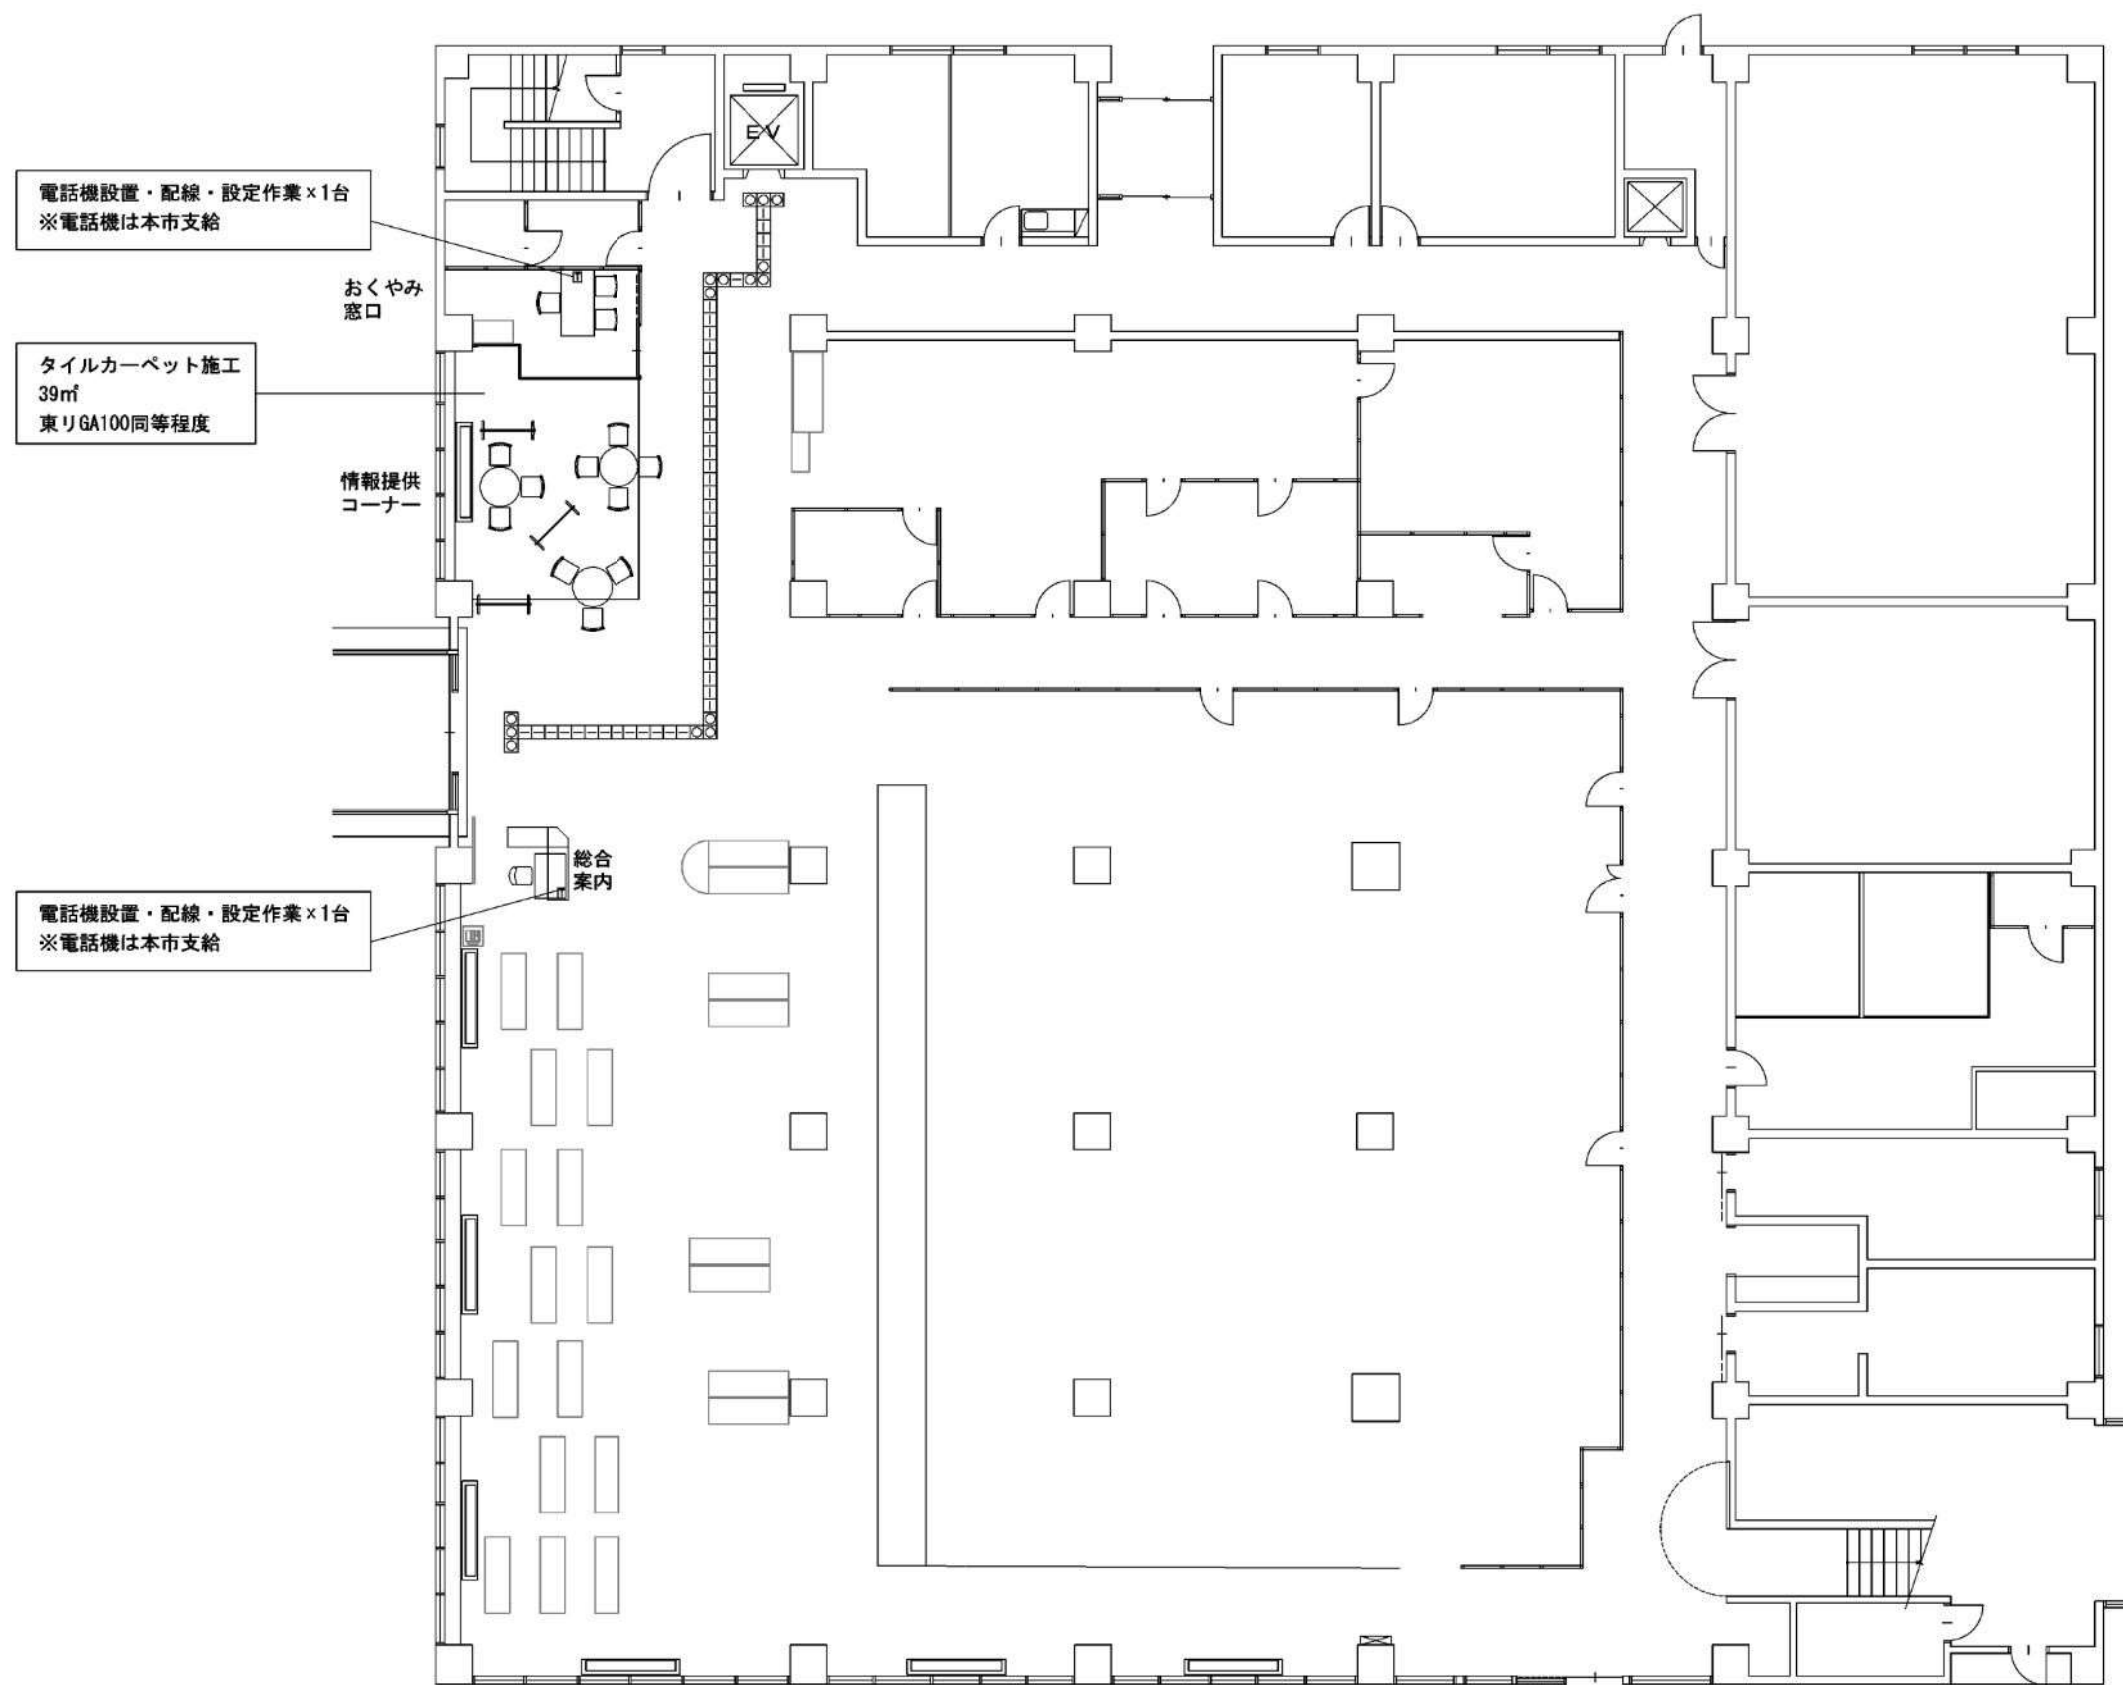 EV
電話機設置・配線・設定作業×1台
※電話機は本市支給
おくやみ
窓口
タイルカーペット施工
39㎡
東リGA100同等程度
情報提供
コーナー
総合
案内
電話機設置・配線・設定作業×1台
※電話機は本市支給